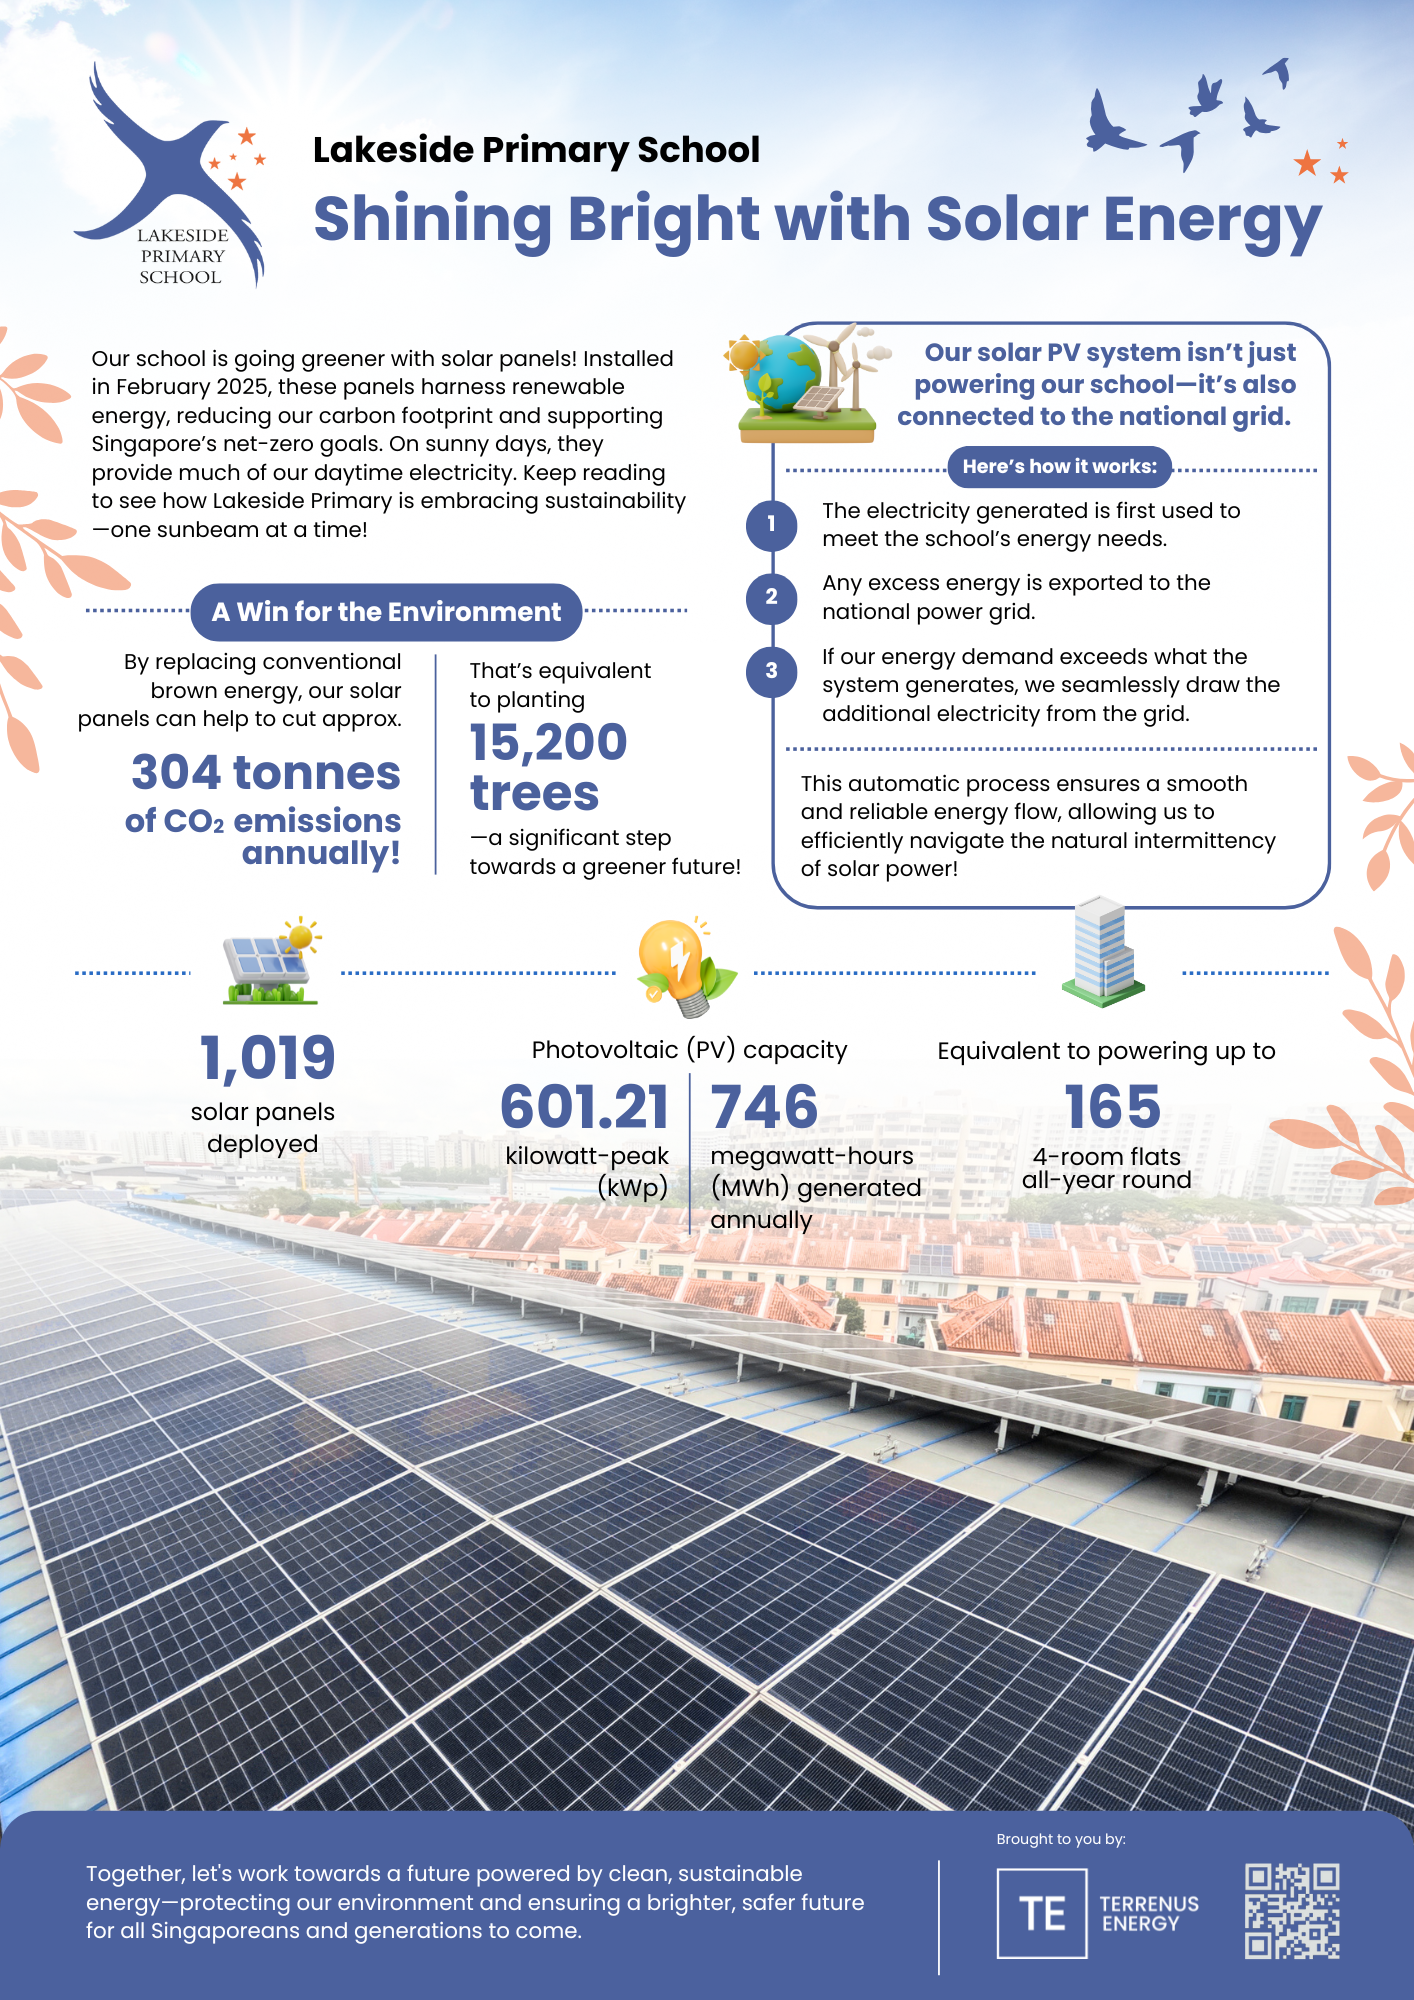 LAKESIDE
PRIMARY
SCHOOL
Lakeside Primary School
Shining Bright with Solar Energy
Our school is going greener with solar panels! Installed
in February 2025, these panels harness renewable
energy, reducing our carbon footprint and supporting
Singapore's net-zero goals. On sunny days, they
provide much of our daytime electricity. Keep reading
to see how Lakeside Primary is embracing sustainability
—one sunbeam at a time!
A Win for the Environment
By replacing conventional
brown energy, our solar
panels can help to cut approx.
304 tonnes
of CO₂ emissions
annually!
That's equivalent
to planting
15,200
trees
—a significant step
towards a greener future!
Our solar PV system isn't just
powering our school—it's also
connected to the national grid.
Here's how it works:
1
The electricity generated is first used to
meet the school's energy needs.
2
Any excess energy is exported to the
national power grid.
3
If our energy demand exceeds what the
system generates, we seamlessly draw the
additional electricity from the grid.
This automatic process ensures a smooth
and reliable energy flow, allowing us to
efficiently navigate the natural intermittency
of solar power!
1,019
solar panels
deployed
Photovoltaic (PV) capacity
601.21
kilowatt-peak
(kWp)
746
megawatt-hours
(MWh) generated
annually
Equivalent to powering up to
165
4-room flats
all-year round
Together, let's work towards a future powered by clean, sustainable
energy—protecting our environment and ensuring a brighter, safer future
for all Singaporeans and generations to come.
Brought to you by:
TE
TERRENUS
ENERGY